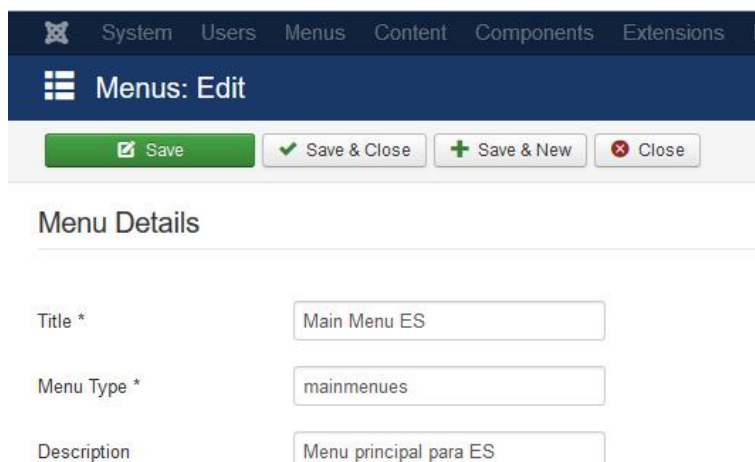 System Users Menus Content Components Extensions
Menus: Edit
Save Save & Close Save & New Close
Menu Details
Title * Main Menu ES
Menu Type * mainmenues
Description Menu principal para ES